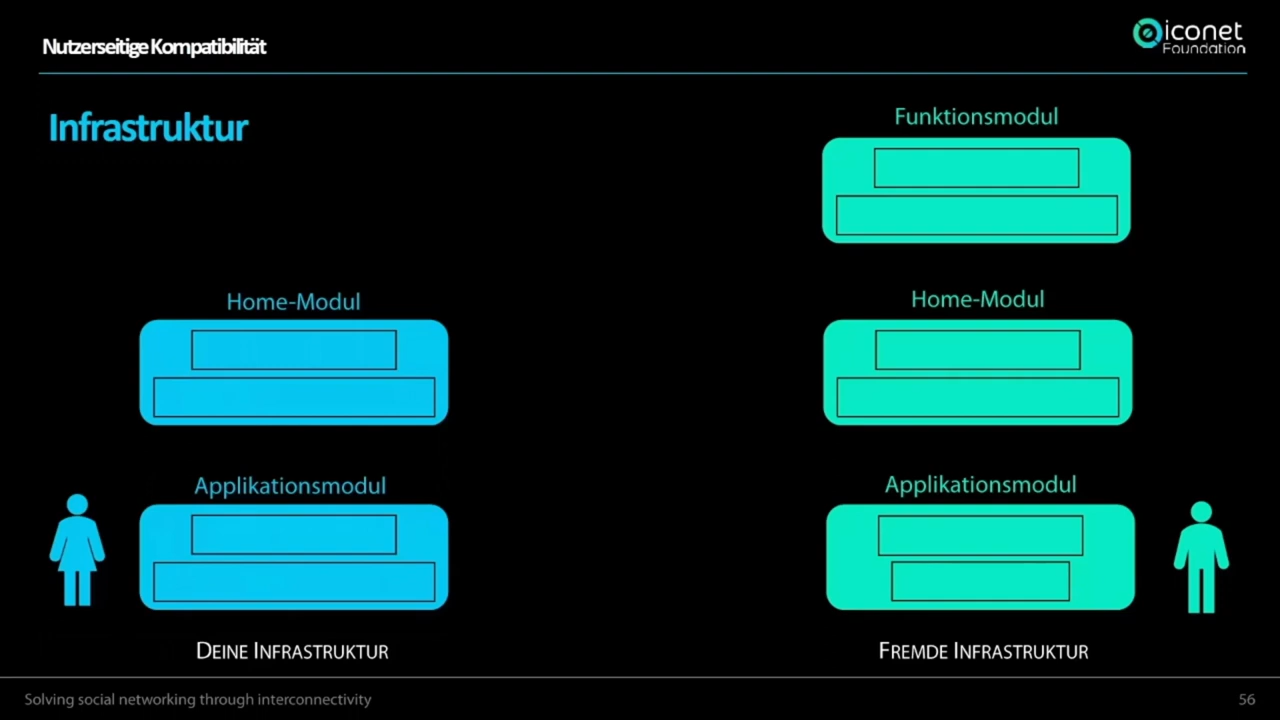 Nutzerseitige Kompatibilität
iconet
Foundation
Infrastruktur
Funktionsmodul
Home-Modul
Home-Modul
Applikationsmodul
Applikationsmodul
DEINE INFRASTRUKTUR
FREMDE INFRASTRUKTUR
Solving social networking through interconnectivity
56